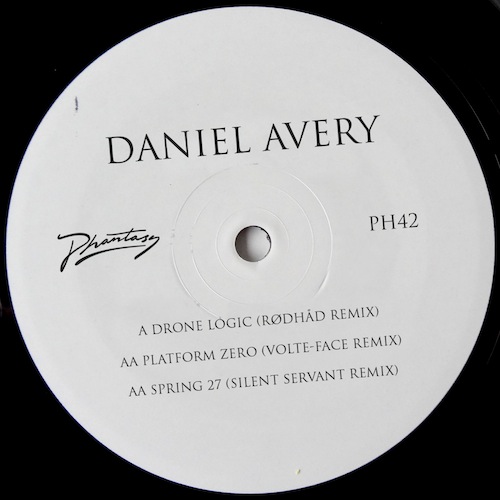 DANIEL AVERY
Phantasy
PH42
A DRONE LOGIC (RØDHÅD REMIX)
AA PLATFORM ZERO (VOLTE-FACE REMIX)
AA SPRING 27 (SILENT SERVANT REMIX)